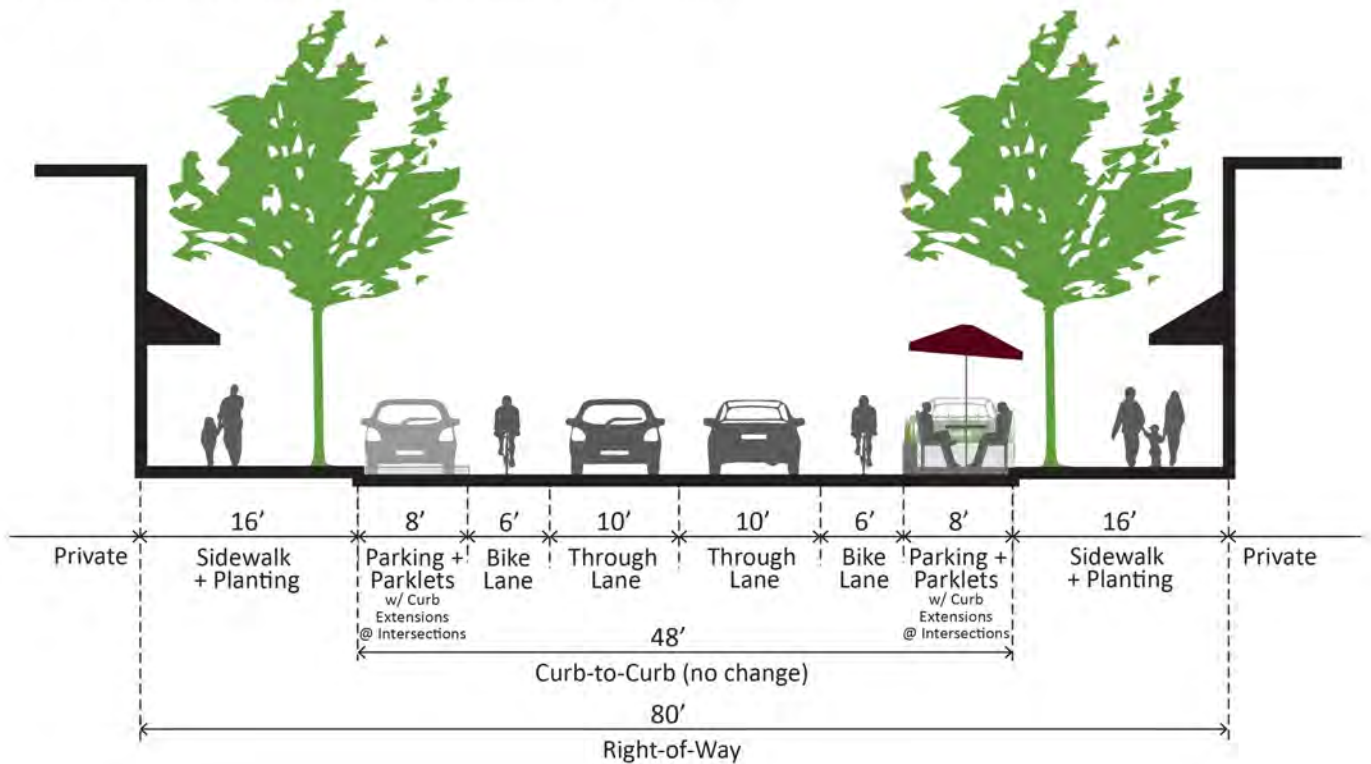 16’ 8’ 6’ 10’ 10’ 6’ 8’ 16’
Private
Sidewalk
+ Planting
Parking +
Parklets
w/ Curb
Extensions
@ Intersections
Bike
Lane
Through
Lane
Through
Lane
Bike
Lane
Parking +
Parklets
w/ Curb
Extensions
@ Intersections
Sidewalk
+ Planting
Private
48’
Curb-to-Curb (no change)
80’
Right-of-Way